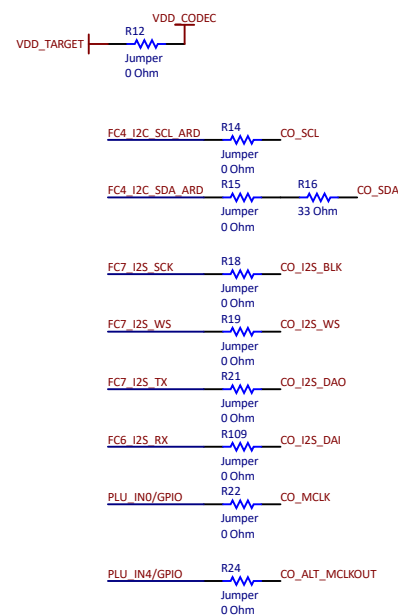 VDD_CODEC
R12
VDD_TARGET
Jumper
0 Ohm
R14
FC4_I2C_SCL_ARD CO_SCL
Jumper
0 Ohm
R15 R16
FC4_I2C_SDA_ARD CO_SDA
Jumper 33 Ohm
0 Ohm
R18
FC7_I2S_SCK CO_I2S_BLK
Jumper
0 Ohm
R19
FC7_I2S_WS CO_I2S_WS
Jumper
0 Ohm
R21
FC7_I2S_TX CO_I2S_DAO
Jumper
0 Ohm
R109
FC6_I2S_RX CO_I2S_DAI
Jumper
0 Ohm
R22
PLU_IN0/GPIO CO_MCLK
Jumper
0 Ohm
R24
PLU_IN4/GPIO CO_ALT_MCLKOUT
Jumper
0 Ohm